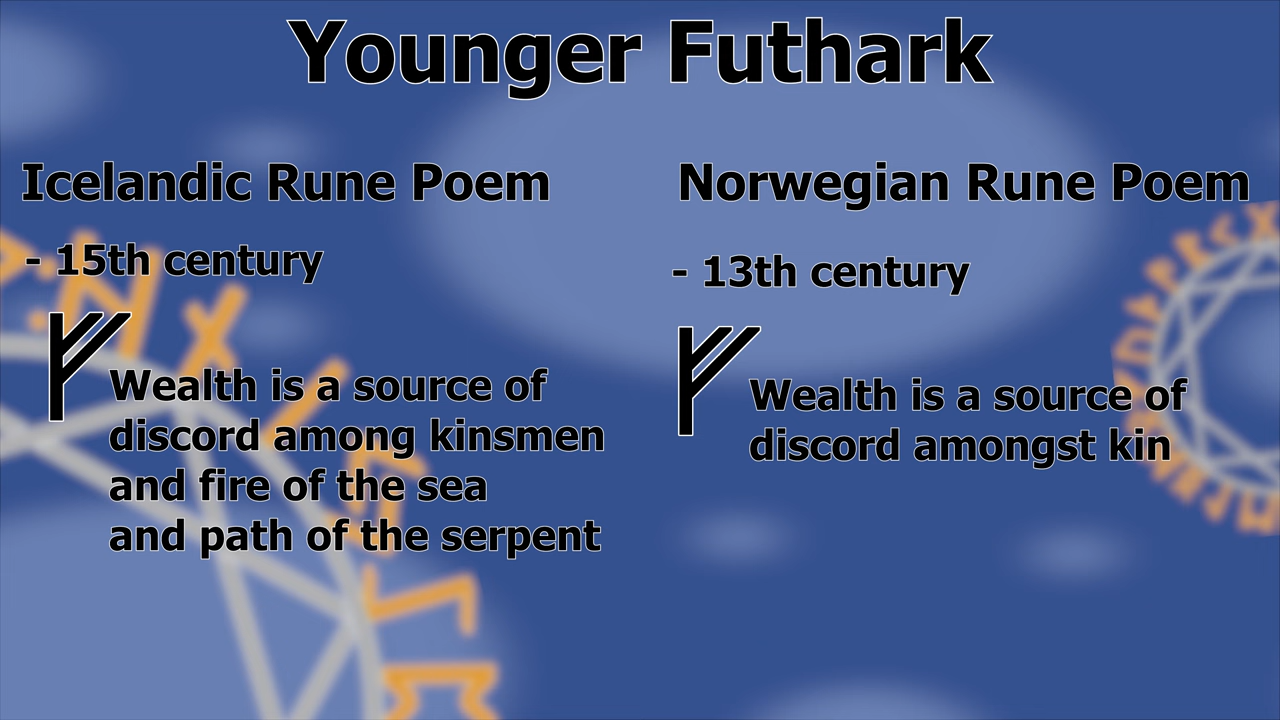 Younger Futhark
Icelandic Rune Poem
- 15th century
ᚠ
Wealth is a source of
discord among kinsmen
and fire of the sea
and path of the serpent
Norwegian Rune Poem
- 13th century
ᚠ
Wealth is a source of
discord amongst kin